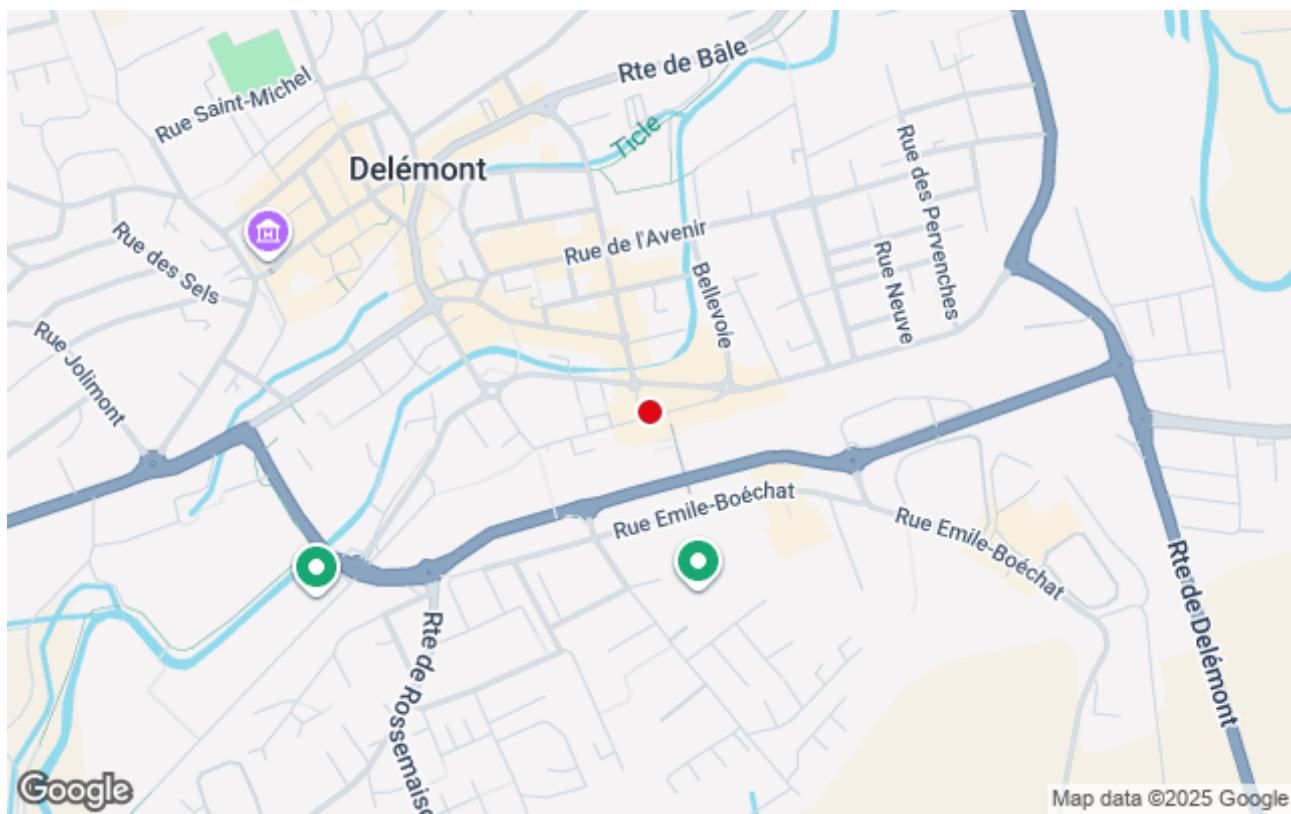 Rte de Bâle
Rue Saint-Michel
Ticle
Delémont
Rue des Pervenches
Rue de l'Avenir
Rue des Sels
Bellevoie
Rue Neuve
Rue Jolimont
Rue Emile-Boéchat
Rue Emile-Boéchat
Rte de Delémont
Rte de Rossemaiso
Google
Map data ©2025 Google